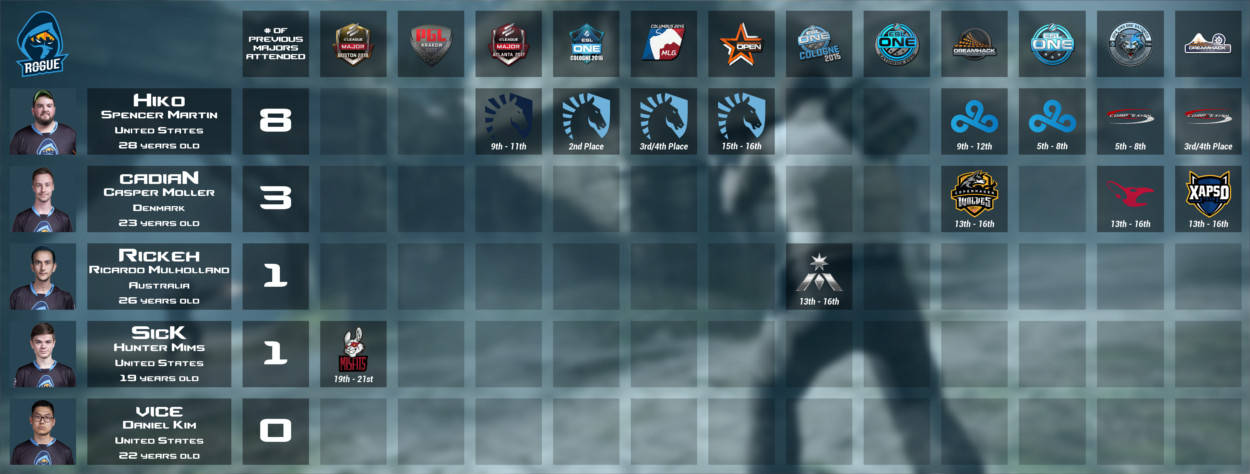 ROGUE
# OF
PREVIOUS
MAJORS
ATTENDED
ELEAGUE
MAJOR
BOSTON 2018
PGL
KRAKOW
ELEAGUE
MAJOR
ATLANTA 2017
ESL
ONE
COLOGNE 2016
COLUMBUS 2016
MLG
OPEN
ESL
ONE
COLOGNE
2015
ESL
ONE
DREAMHACK
ESL
ONE
DREAMHACK
HIKO
SPENCER MARTIN
UNITED STATES
28 YEARS OLD
8
9th - 11th
2nd Place
3rd/4th Place
15th - 16th
9th - 12th
5th - 8th
5th - 8th
3rd/4th Place
CADIAN
CASPER MOLLER
DENMARK
23 YEARS OLD
3
COPENHAGEN
WOLVES
13th - 16th
13th - 16th
XAPSO
13th - 16th
RICKEH
RICARDO MULHOLLAND
AUSTRALIA
26 YEARS OLD
1
13th - 16th
SICK
HUNTER MIMS
UNITED STATES
19 YEARS OLD
1
MISFITS
19th - 21st
VICE
DANIEL KIM
UNITED STATES
22 YEARS OLD
0